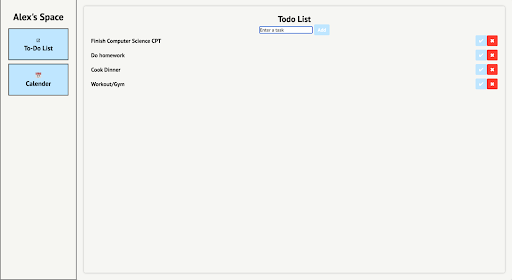 Alex's Space
To-Do List
Calender
Todo List
Enter a task
Add
Finish Computer Science CPT
Do homework
Cook Dinner
Workout/Gym